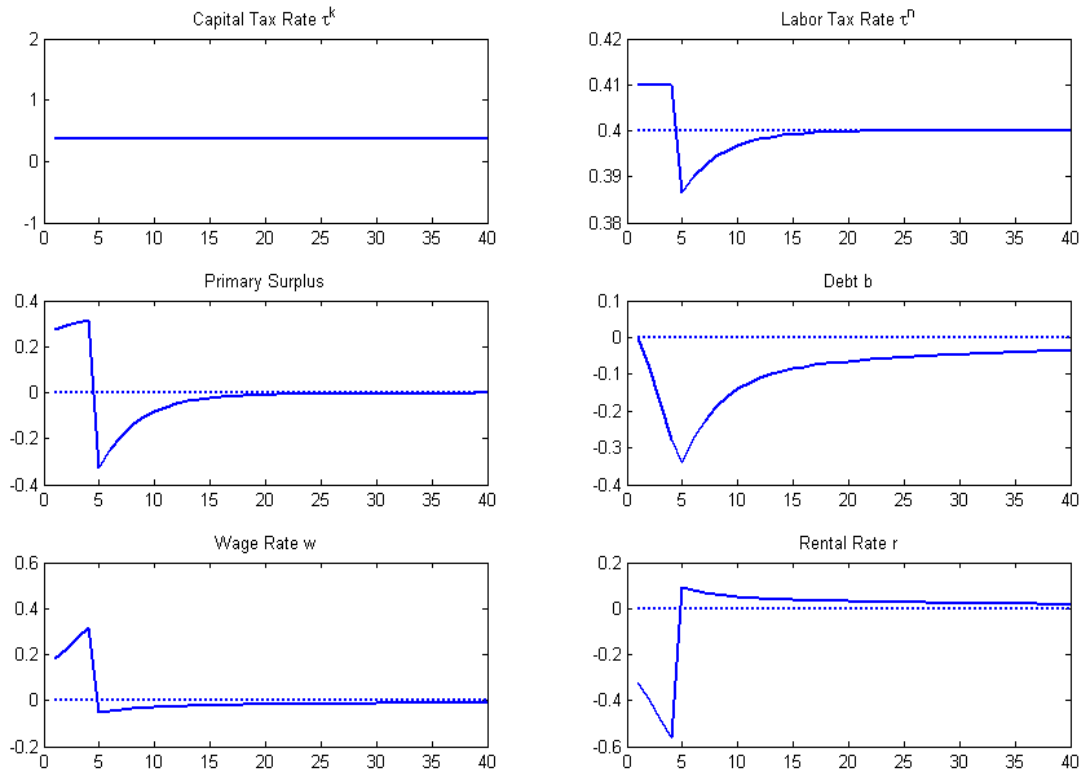 Capital Tax Rate τ^k
2
1
0
-1
0 5 10 15 20 25 30 35 40
Labor Tax Rate τ^n
0.42
0.41
0.4
0.39
0.38
0 5 10 15 20 25 30 35 40
Primary Surplus
0.4
0.2
0
-0.2
-0.4
0 5 10 15 20 25 30 35 40
Debt b
0.1
0
-0.1
-0.2
-0.3
-0.4
0 5 10 15 20 25 30 35 40
Wage Rate w
0.6
0.4
0.2
0
-0.2
0 5 10 15 20 25 30 35 40
Rental Rate r
0.2
0
-0.2
-0.4
-0.6
0 5 10 15 20 25 30 35 40